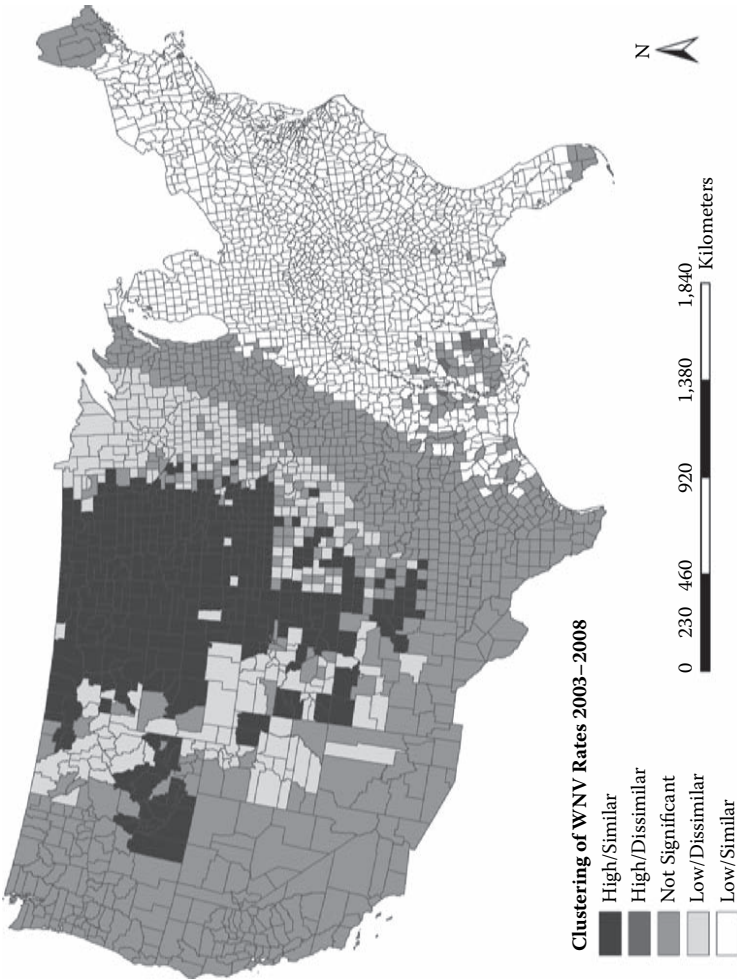 N
Clustering of WNV Rates 2003–2008
High/Similar
High/Dissimilar
Not Significant
Low/Dissimilar
Low/Similar
0 230 460 920 1,380 1,840
Kilometers